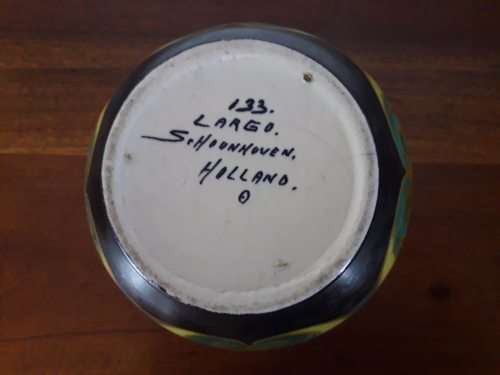 133.
LARGO.
SCHOONHOVEN,
HOLLAND.